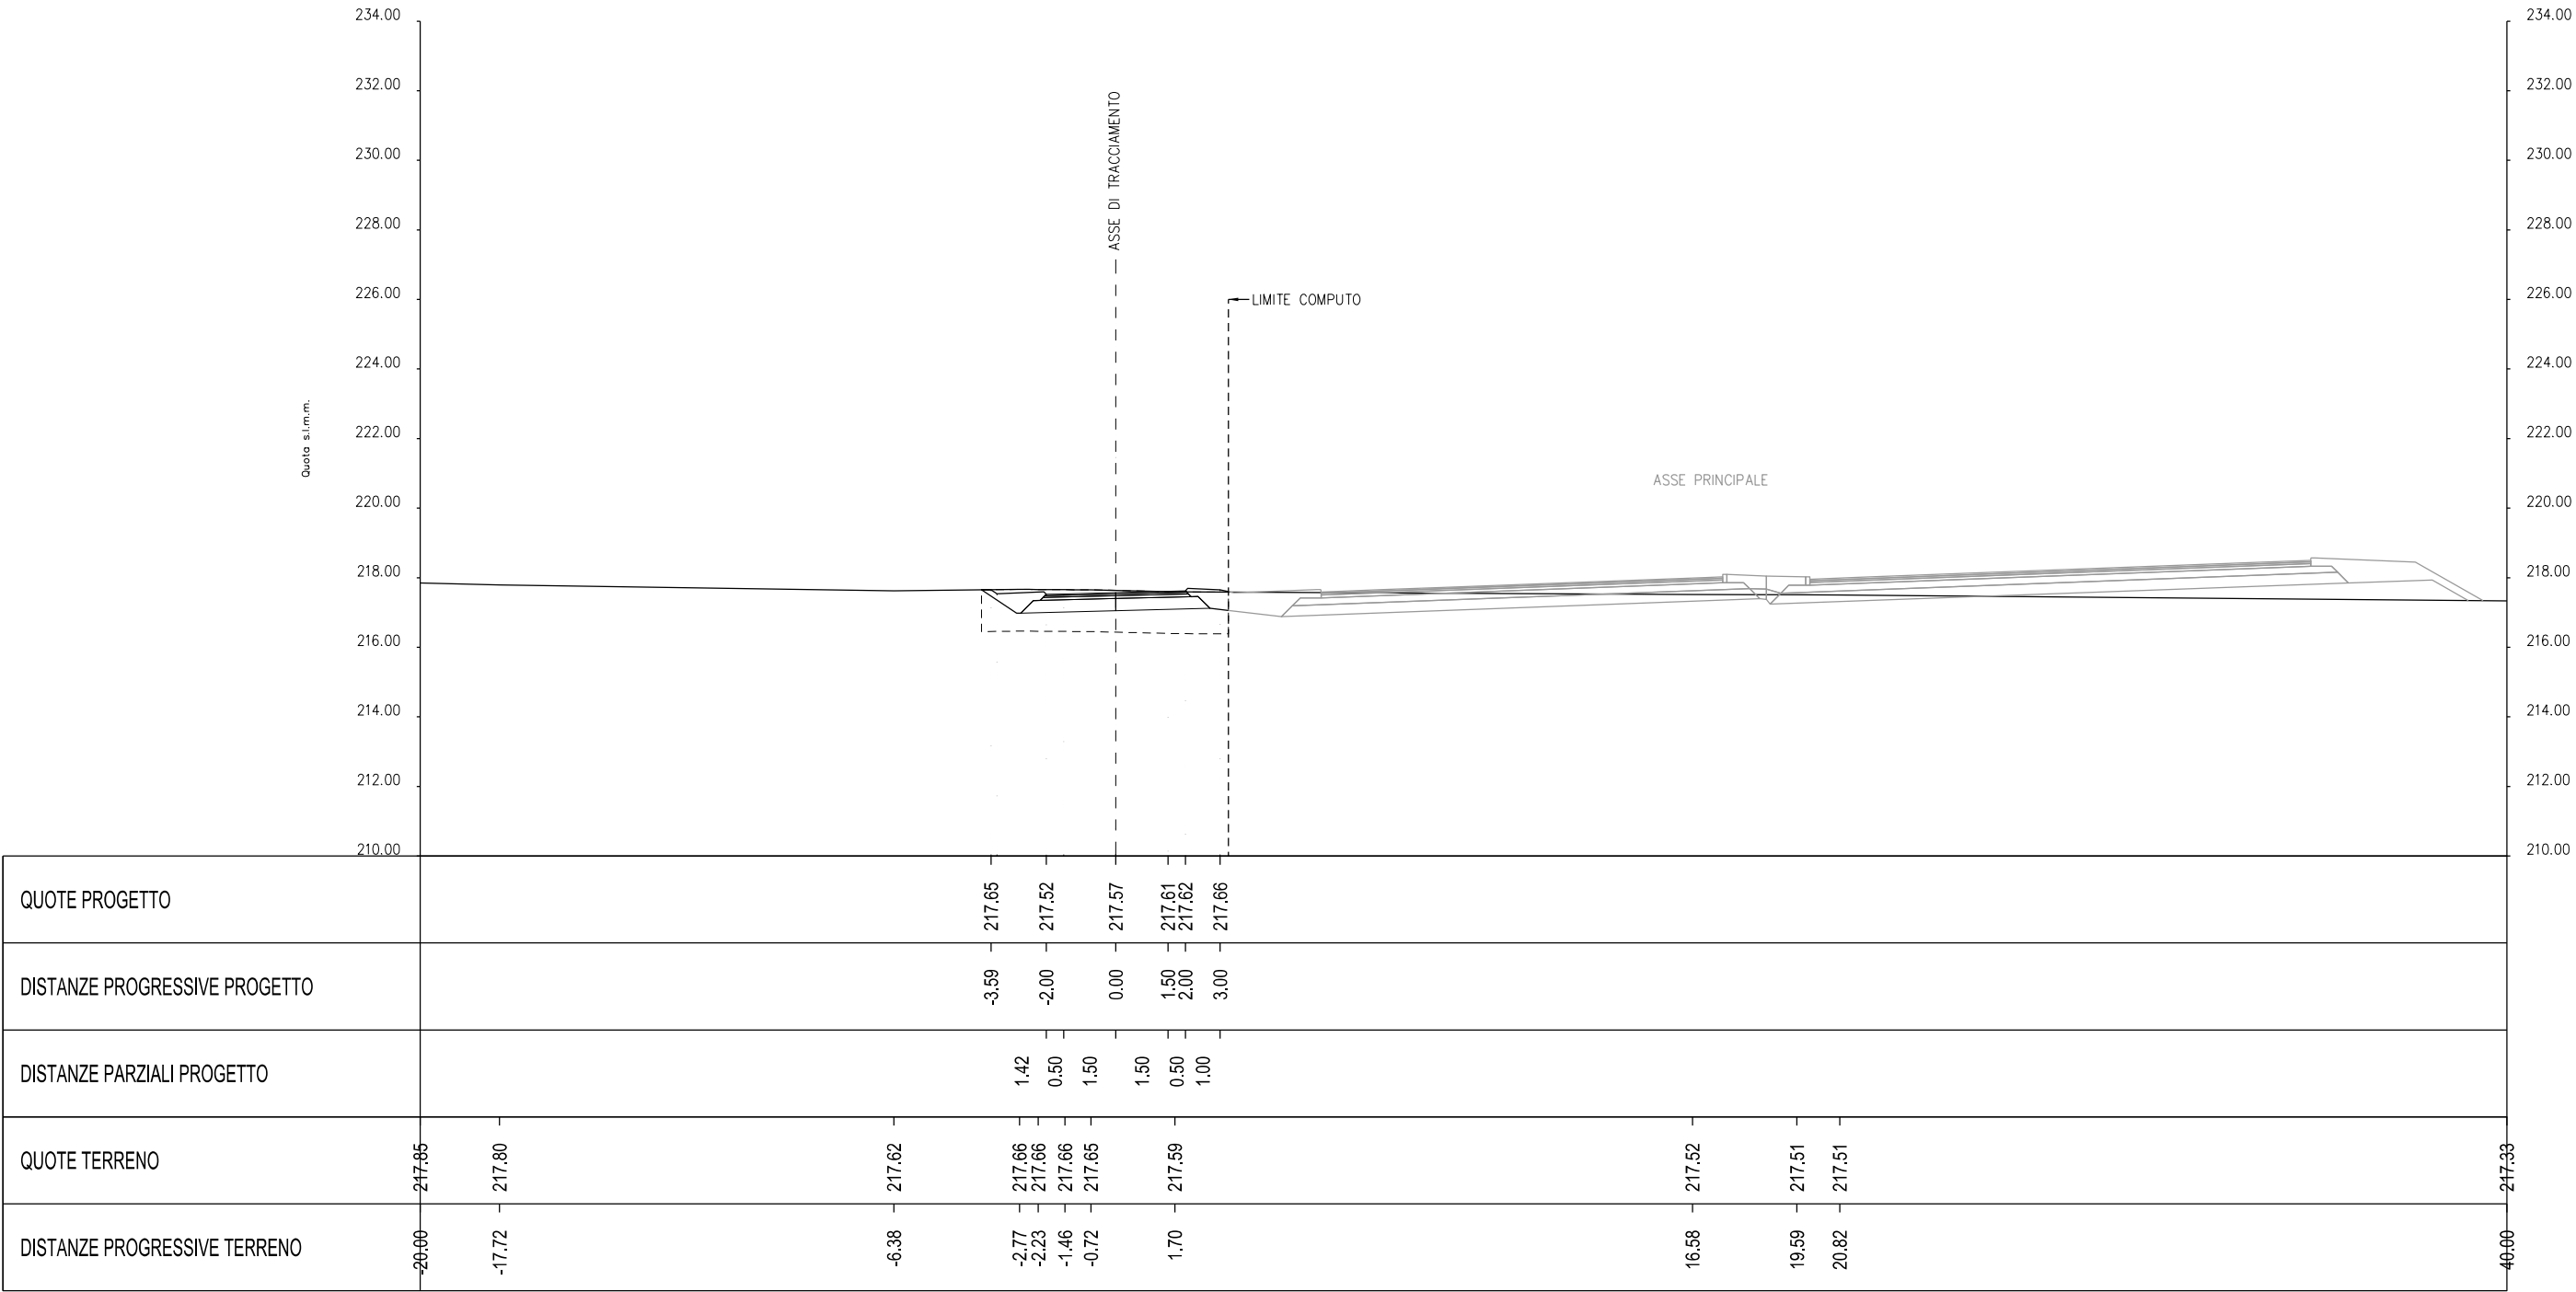 234.00 234.00
232.00 232.00
230.00 230.00
228.00 228.00
226.00 226.00
224.00 224.00
222.00 222.00
220.00 220.00
218.00 218.00
216.00 216.00
214.00 214.00
212.00 212.00
210.00 210.00
Quota s.l.m.m.
ASSE DI TRACCIAMENTO
LIMITE COMPUTO
ASSE PRINCIPALE
QUOTE PROGETTO 217.65 217.52 217.57 217.61 217.62 217.66
DISTANZE PROGRESSIVE PROGETTO -3.59 -2.00 0.00 1.50 2.00 3.00
DISTANZE PARZIALI PROGETTO 1.42 0.50 1.50 1.50 0.50 1.00
QUOTE TERRENO 217.85 217.80 217.62 217.66 217.66 217.66 217.65 217.59 217.52 217.51 217.51 217.33
DISTANZE PROGRESSIVE TERRENO -20.00 -17.72 -6.38 -2.77 -2.23 -1.46 -0.72 1.70 16.58 19.59 20.82 40.00